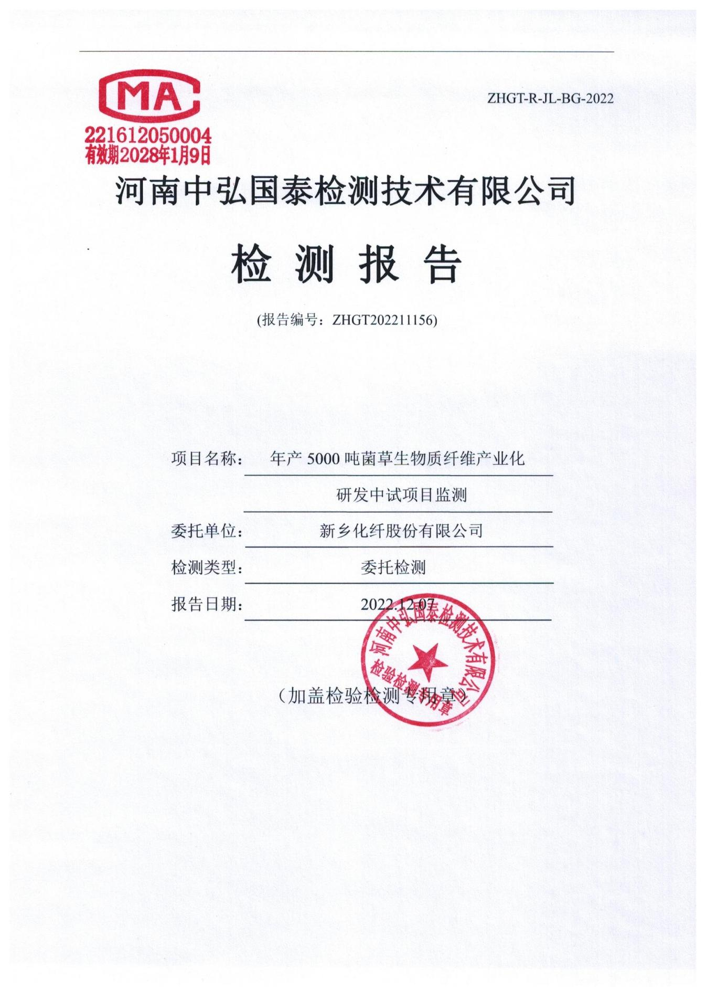 MA
ZHGT-R-JL-BG-2022
221612050004
有效期2028年1月9日
河南中弘国泰检测技术有限公司
检测报告
(报告编号：ZHGT202211156)
项目名称：年产 5000 吨菌草生物质纤维产业化
研发中试项目监测
委托单位：新乡化纤股份有限公司
检测类型：委托检测
报告日期：2022.12.07
河南中弘国泰检测技术有限公司
检验检测专用章
（加盖检验检测专用章）